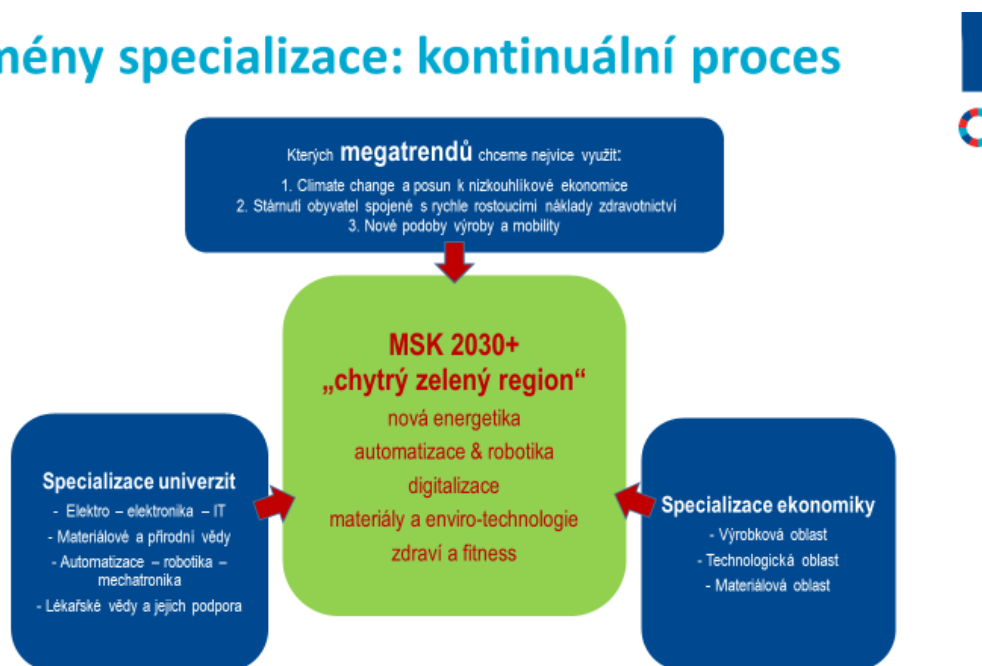 mény specializace: kontinuální proces
Kterých megatrendů chceme nejvíce využit:
1. Climate change a posun k nízkouhlíkové ekonomice
2. Stárnutí obyvatel spojené s rychle rostoucími náklady zdravotnictví
3. Nové podoby výroby a mobility
MSK 2030+
„chytrý zelený region“
nová energetika
automatizace & robotika
digitalizace
materiály a enviro-technologie
zdraví a fitness
Specializace univerzit
- Elektro – elektronika – IT
- Materiálové a přírodní vědy
- Automatizace – robotika –
mechatronika
- Lékařské vědy a jejich podpora
Specializace ekonomiky
- Výrobková oblast
- Technologická oblast
- Materiálová oblast